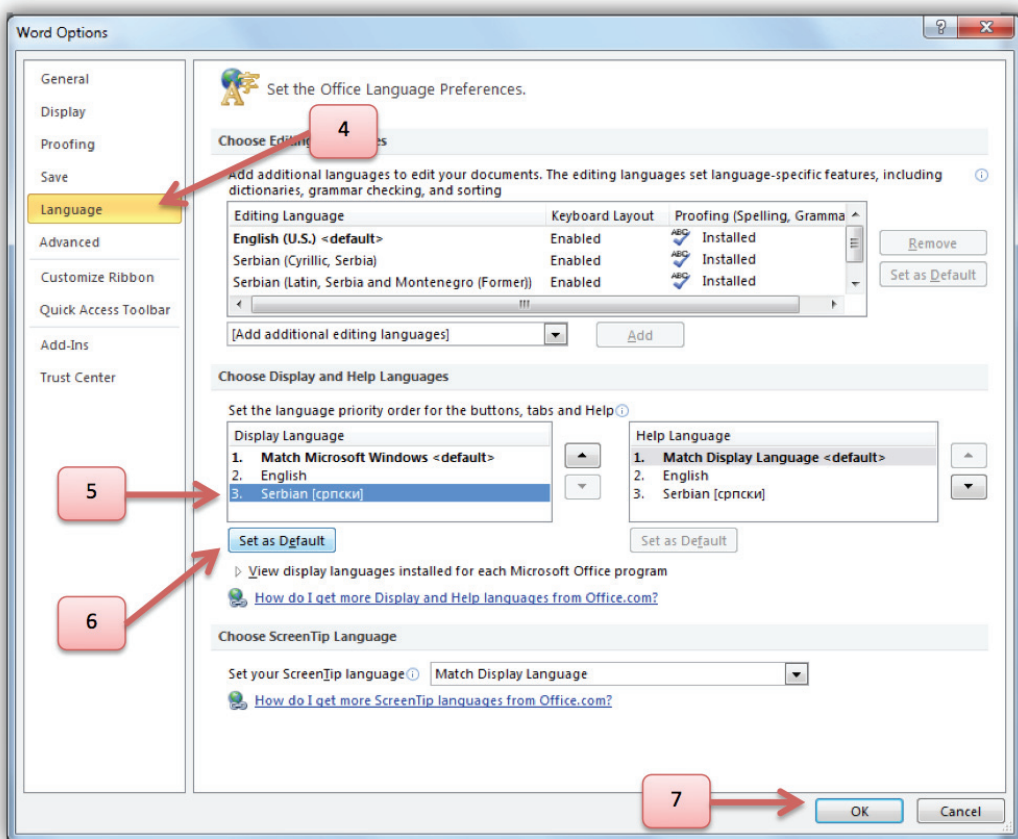 Word Options
General
Display
Proofing
Save
Language
Advanced
Customize Ribbon
Quick Access Toolbar
Add-Ins
Trust Center
Set the Office Language Preferences.
4
Choose Editing es
Add additional languages to edit your documents. The editing languages set language-specific features, including
dictionaries, grammar checking, and sorting
Editing Language Keyboard Layout Proofing (Spelling, Gramma
English (U.S.) <default> Enabled Installed
Serbian (Cyrillic, Serbia) Enabled Installed
Serbian (Latin, Serbia and Montenegro (Former)) Enabled Installed
Remove
Set as Default
[Add additional editing languages] Add
Choose Display and Help Languages
Set the language priority order for the buttons, tabs and Help
Display Language
1. Match Microsoft Windows <default>
2. English
3. Serbian [српски]
Set as Default
Help Language
1. Match Display Language <default>
2. English
3. Serbian [српски]
Set as Default
5
6
View display languages installed for each Microsoft Office program
How do I get more Display and Help languages from Office.com?
Choose ScreenTip Language
Set your ScreenTip language Match Display Language
How do I get more ScreenTip languages from Office.com?
7
OK Cancel